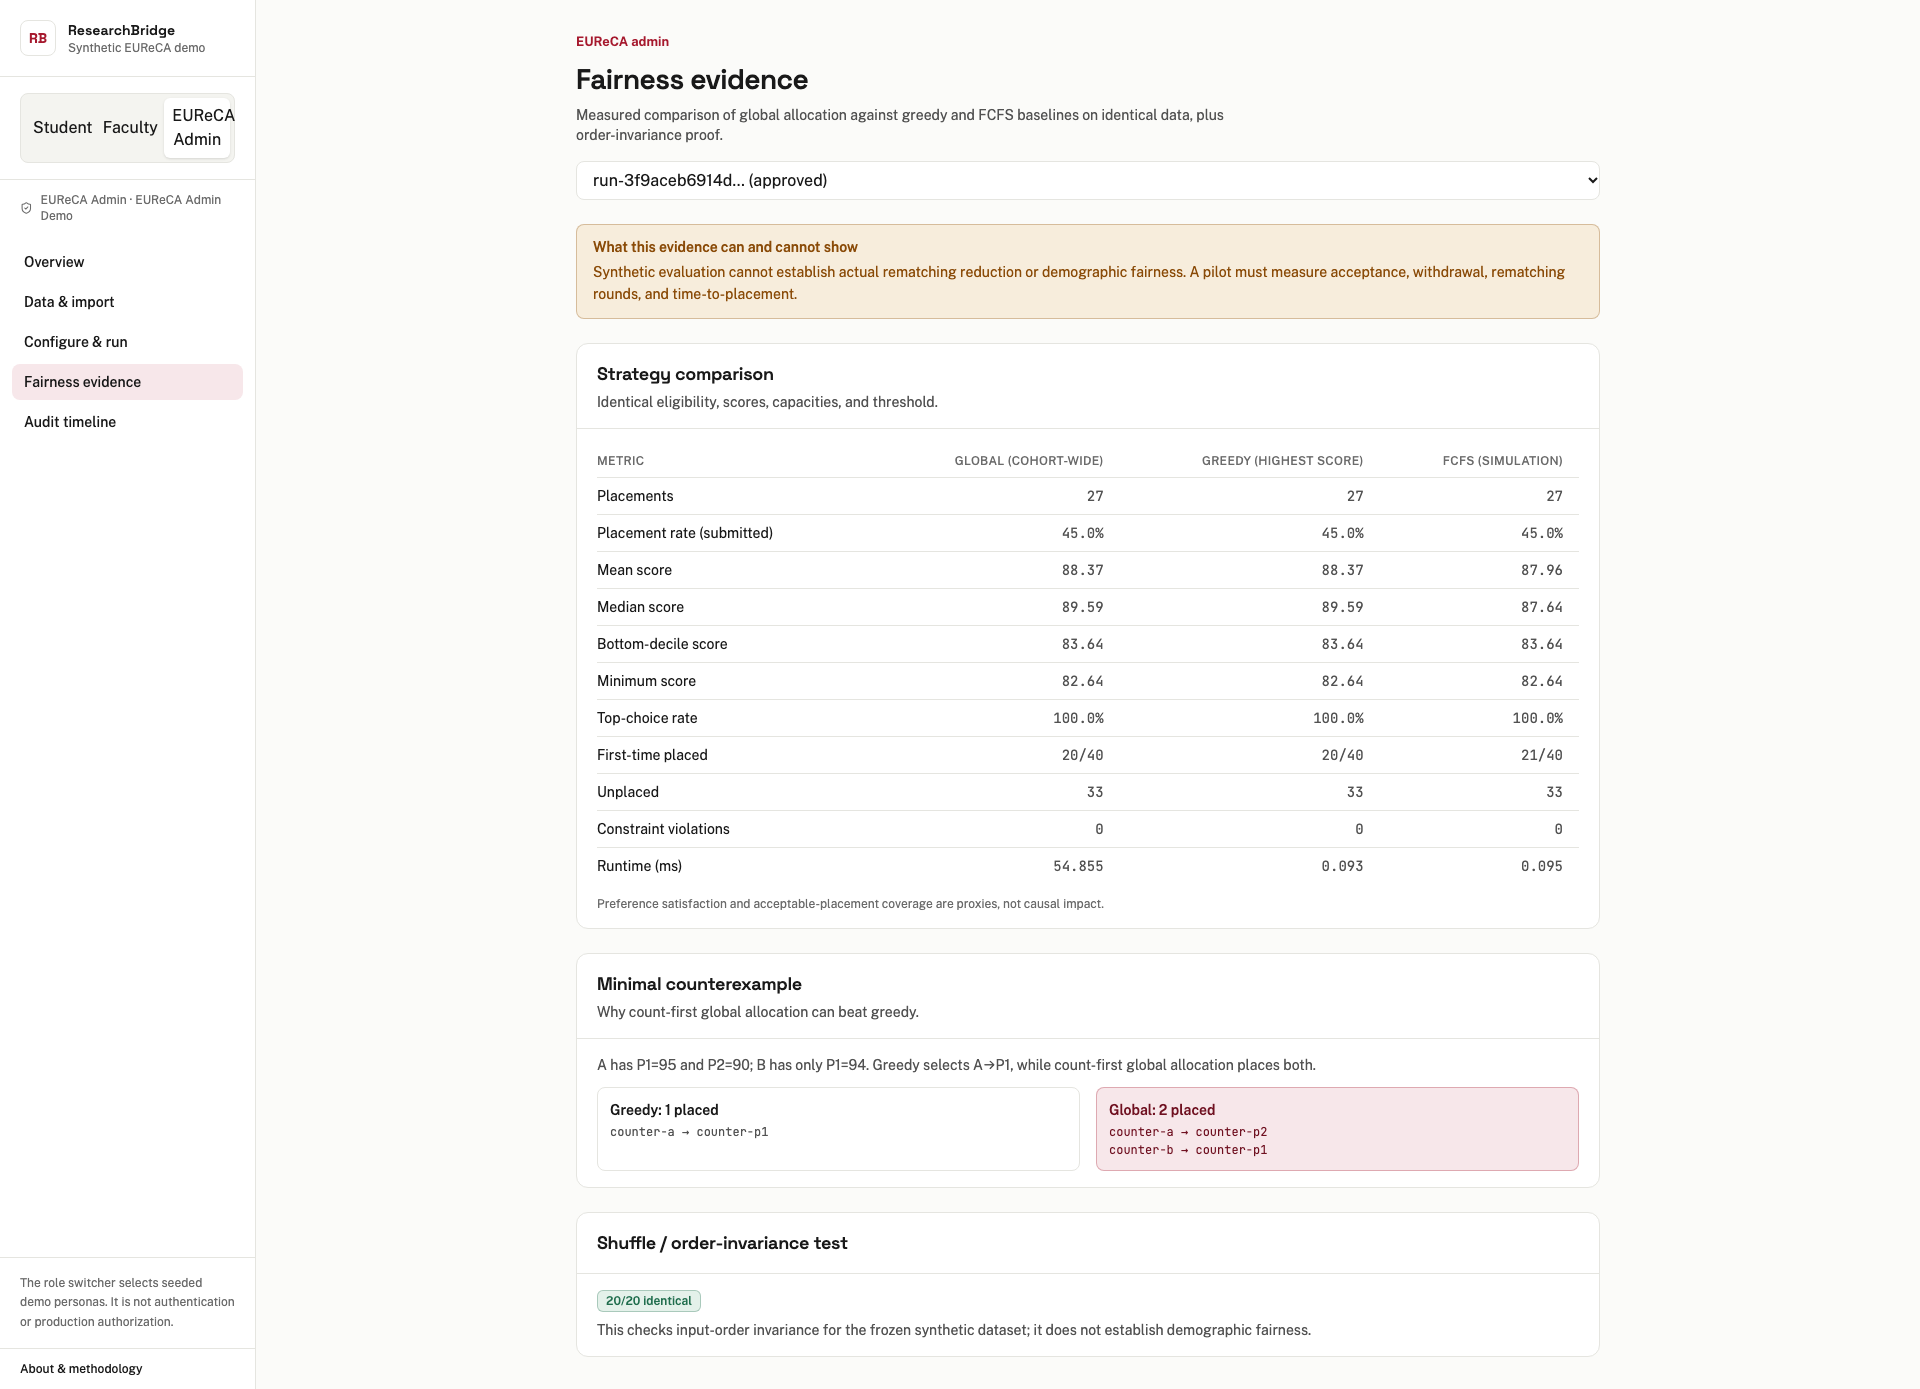 RB
ResearchBridge
Synthetic EUReCA demo
Student
Faculty
EUReCA
Admin
EUReCA Admin · EUReCA Admin
Demo
Overview
Data & import
Configure & run
Fairness evidence
Audit timeline
The role switcher selects seeded
demo personas. It is not authentication
or production authorization.
About & methodology
EUReCA admin
Fairness evidence
Measured comparison of global allocation against greedy and FCFS baselines on identical data, plus
order-invariance proof.
run-3f9aceb6914d... (approved)
What this evidence can and cannot show
Synthetic evaluation cannot establish actual rematching reduction or demographic fairness. A pilot must measure acceptance, withdrawal, rematching
rounds, and time-to-placement.
Strategy comparison
Identical eligibility, scores, capacities, and threshold.
METRIC GLOBAL (COHORT-WIDE) GREEDY (HIGHEST SCORE) FCFS (SIMULATION)
Placements 27 27 27
Placement rate (submitted) 45.0% 45.0% 45.0%
Mean score 88.37 88.37 87.96
Median score 89.59 89.59 87.64
Bottom-decile score 83.64 83.64 83.64
Minimum score 82.64 82.64 82.64
Top-choice rate 100.0% 100.0% 100.0%
First-time placed 20/40 20/40 21/40
Unplaced 33 33 33
Constraint violations 0 0 0
Runtime (ms) 54.855 0.093 0.095
Preference satisfaction and acceptable-placement coverage are proxies, not causal impact.
Minimal counterexample
Why count-first global allocation can beat greedy.
A has P1=95 and P2=90; B has only P1=94. Greedy selects A→P1, while count-first global allocation places both.
Greedy: 1 placed
counter-a → counter-p1
Global: 2 placed
counter-a → counter-p2
counter-b → counter-p1
Shuffle / order-invariance test
20/20 identical
This checks input-order invariance for the frozen synthetic dataset; it does not establish demographic fairness.